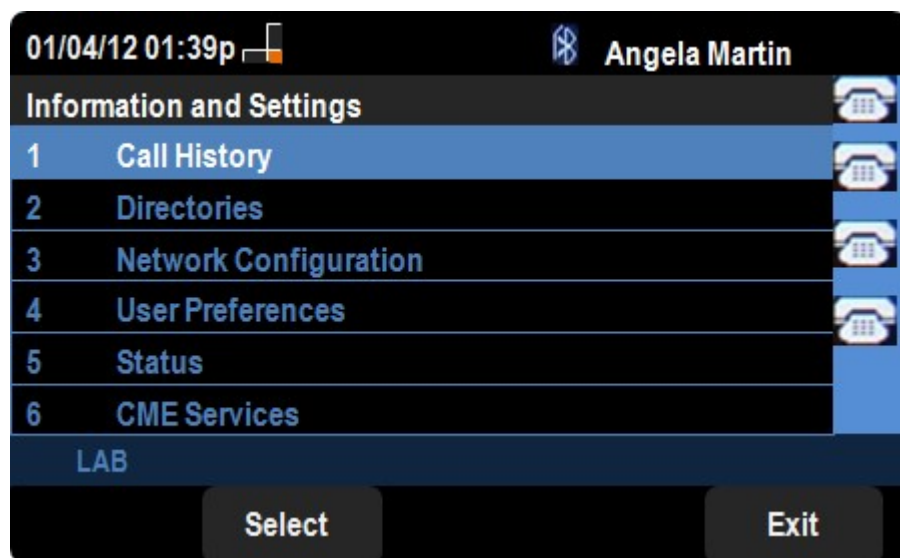 01/04/12 01:39p Angela Martin
Information and Settings
1 Call History
2 Directories
3 Network Configuration
4 User Preferences
5 Status
6 CME Services
LAB
Select Exit